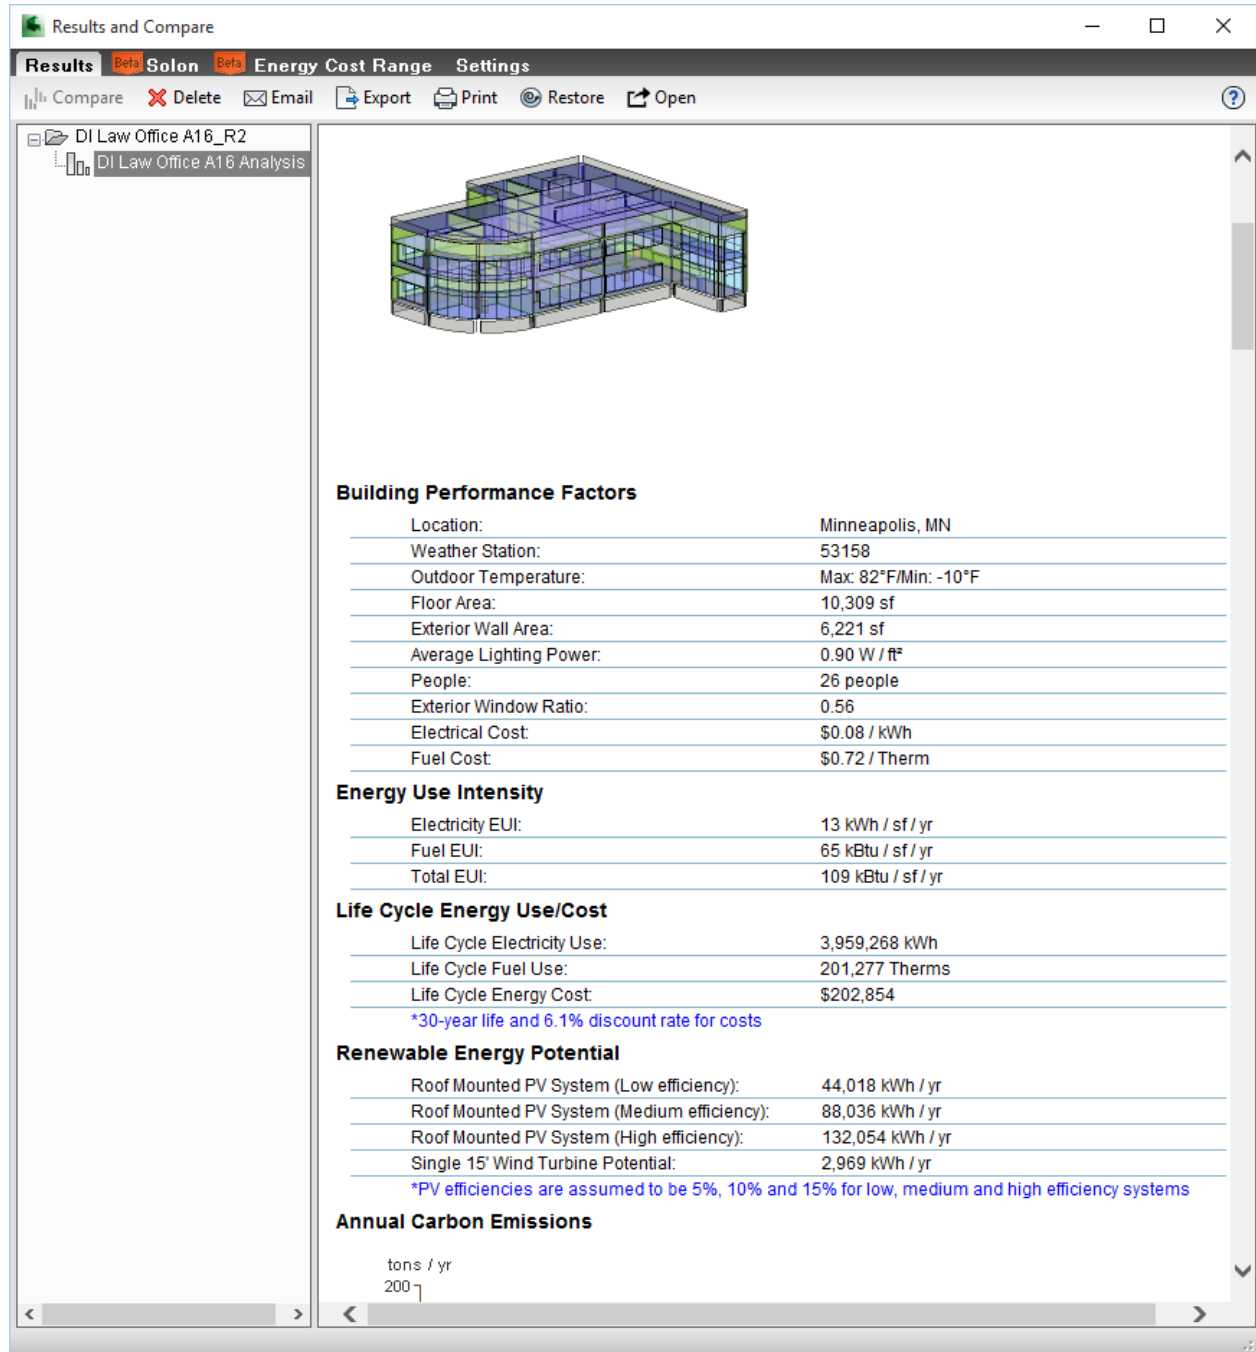 Results and Compare
Results Beta Solon Beta Energy Cost Range Settings
Compare Delete Email Export Print Restore Open ?
DI Law Office A16_R2
DI Law Office A16 Analysis
Building Performance Factors
Location: Minneapolis, MN
Weather Station: 53158
Outdoor Temperature: Max: 82°F/Min: -10°F
Floor Area: 10,309 sf
Exterior Wall Area: 6,221 sf
Average Lighting Power: 0.90 W / ft²
People: 26 people
Exterior Window Ratio: 0.56
Electrical Cost: $0.08 / kWh
Fuel Cost: $0.72 / Therm
Energy Use Intensity
Electricity EUI: 13 kWh / sf / yr
Fuel EUI: 65 kBtu / sf / yr
Total EUI: 109 kBtu / sf / yr
Life Cycle Energy Use/Cost
Life Cycle Electricity Use: 3,959,268 kWh
Life Cycle Fuel Use: 201,277 Therms
Life Cycle Energy Cost: $202,854
*30-year life and 6.1% discount rate for costs
Renewable Energy Potential
Roof Mounted PV System (Low efficiency): 44,018 kWh / yr
Roof Mounted PV System (Medium efficiency): 88,036 kWh / yr
Roof Mounted PV System (High efficiency): 132,054 kWh / yr
Single 15' Wind Turbine Potential: 2,969 kWh / yr
*PV efficiencies are assumed to be 5%, 10% and 15% for low, medium and high efficiency systems
Annual Carbon Emissions
tons / yr
200